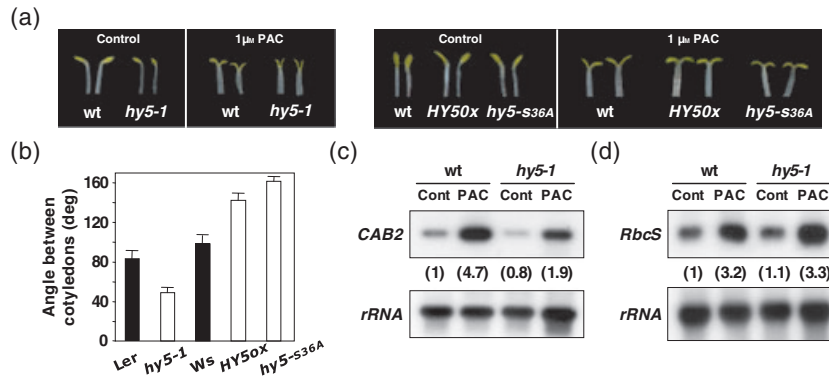 (a)
Control
1 μM PAC
wt
hy5-1
wt
hy5-1
Control
1 μM PAC
wt
HY5ox
hy5-s36A
wt
HY5ox
hy5-s36A
(b)
Angle between
cotyledons (deg)
160
120
80
40
0
Ler
hy5-1
Ws
HY5ox
hy5-s36A
(c)
wt
hy5-1
Cont PAC Cont PAC
CAB2
(1) (4.7) (0.8) (1.9)
rRNA
(d)
wt
hy5-1
Cont PAC Cont PAC
RbcS
(1) (3.2) (1.1) (3.3)
rRNA